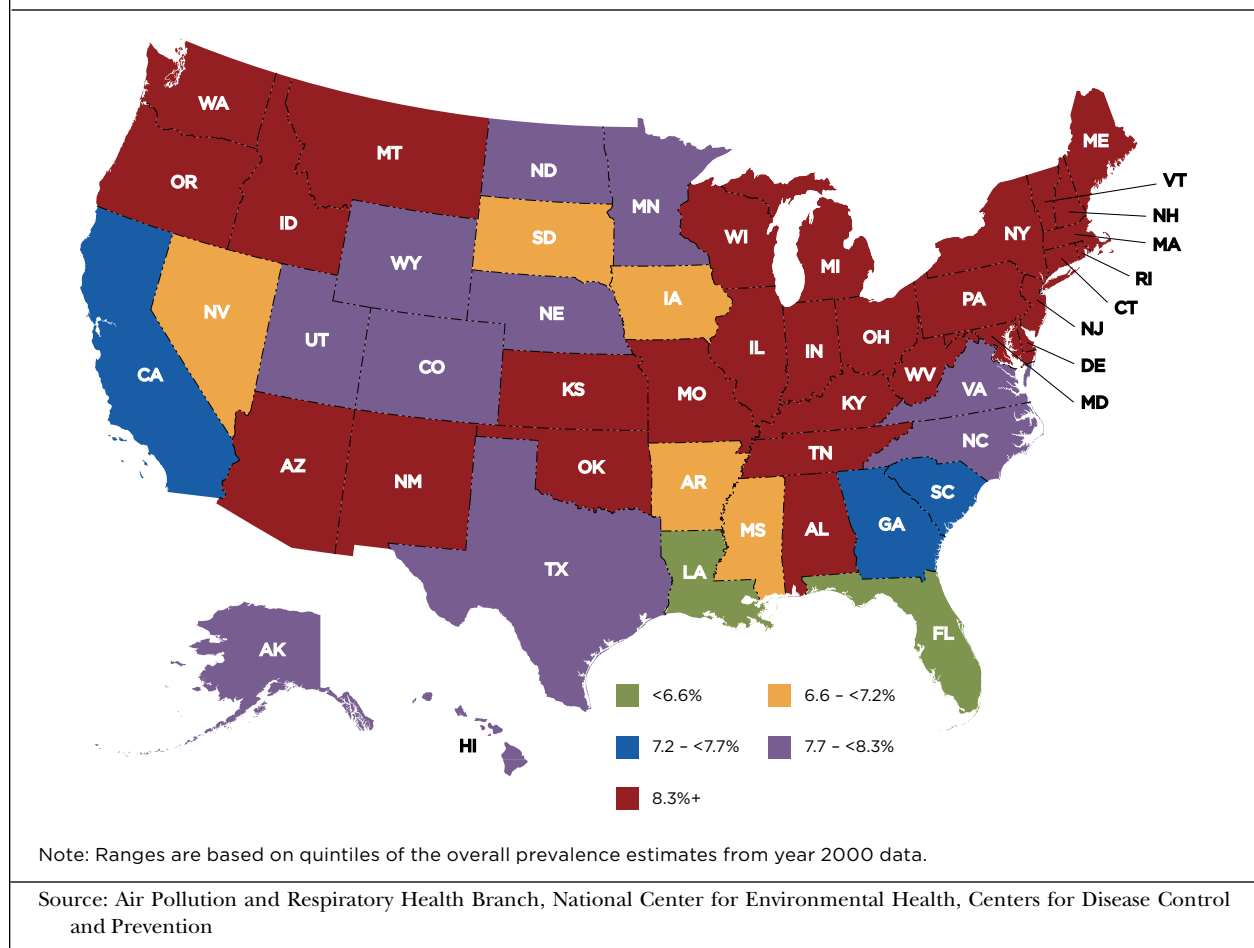 WA
MT
ME
ND
OR
VT
MN
ID
NH
SD
WI
NY
MA
WY
MI
RI
IA
PA
NE
CT
NV
NJ
UT
OH
IL
IN
CO
DE
CA
WV
KS
VA
MO
KY
MD
NC
TN
AZ
OK
NM
AR
SC
MS
AL
GA
TX
LA
FL
AK
<6.6%
6.6 – <7.2%
HI
7.2 – <7.7%
7.7 – <8.3%
8.3%+
Note: Ranges are based on quintiles of the overall prevalence estimates from year 2000 data.
Source: Air Pollution and Respiratory Health Branch, National Center for Environmental Health, Centers for Disease Control
and Prevention